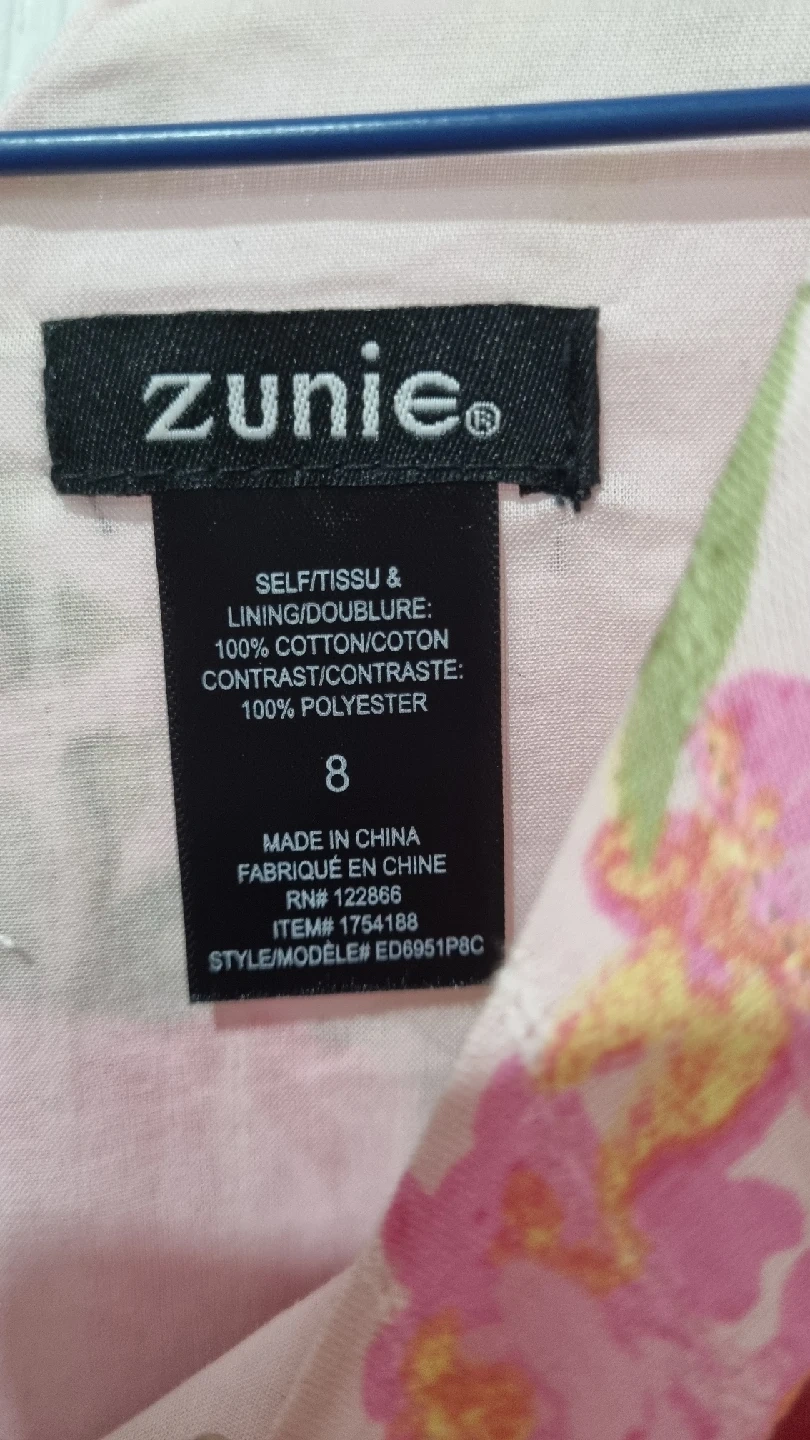 zunie®
SELF/TISSU &
LINING/DOUBLURE:
100% COTTON/COTON
CONTRAST/CONTRASTE:
100% POLYESTER
8
MADE IN CHINA
FABRIQUÉ EN CHINE
RN# 122866
ITEM# 1754188
STYLE/MODÈLE# ED6951P8C